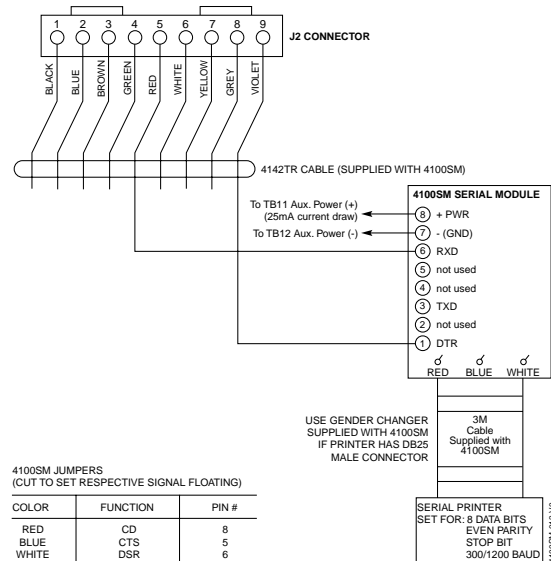 1 2 3 4 5 6 7 8 9
J2 CONNECTOR
BLACK
BLUE
BROWN
GREEN
RED
WHITE
YELLOW
GREY
VIOLET
4142TR CABLE (SUPPLIED WITH 4100SM)
4100SM SERIAL MODULE
To TB11 Aux. Power (+)
(25mA current draw)
To TB12 Aux. Power (-)
8 + PWR
7 - (GND)
6 RXD
5 not used
4 not used
3 TXD
2 not used
1 DTR
RED BLUE WHITE
USE GENDER CHANGER
SUPPLIED WITH 4100SM
IF PRINTER HAS DB25
MALE CONNECTOR
3M
Cable
Supplied with
4100SM
4100SM JUMPERS
(CUT TO SET RESPECTIVE SIGNAL FLOATING)
COLOR FUNCTION PIN #
RED CD 8
BLUE CTS 5
WHITE DSR 6
SERIAL PRINTER
SET FOR: 8 DATA BITS
EVEN PARITY
STOP BIT
300/1200 BAUD